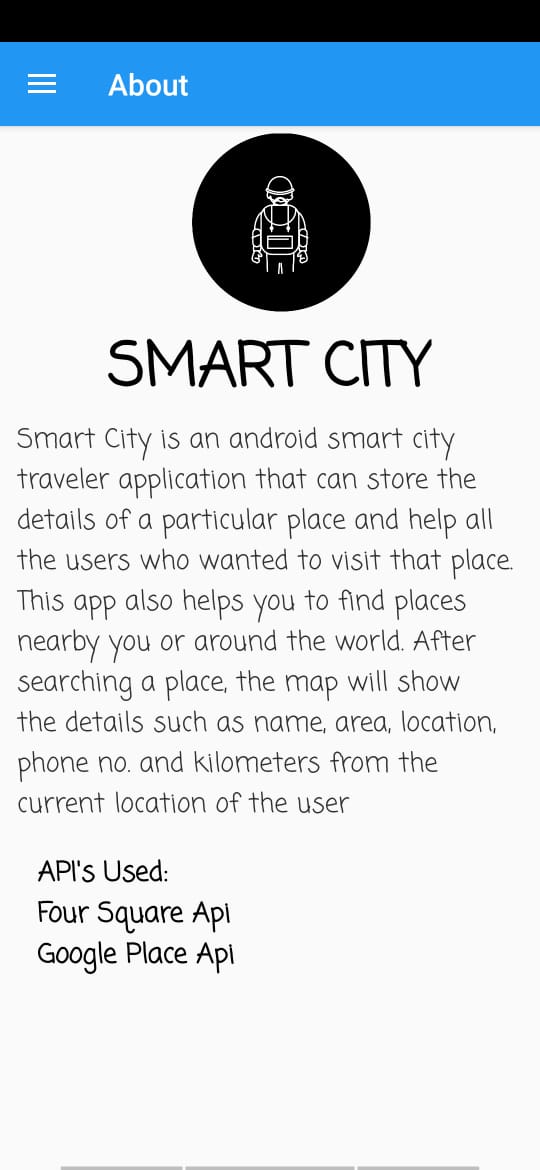 About
SMART CITY
Smart City is an android smart city
traveler application that can store the
details of a particular place and help all
the users who wanted to visit that place.
This app also helps you to find places
nearby you or around the world. After
searching a place, the map will show
the details such as name, area, location,
phone no. and kilometers from the
current location of the user
API's Used:
Four Square Api
Google Place Api